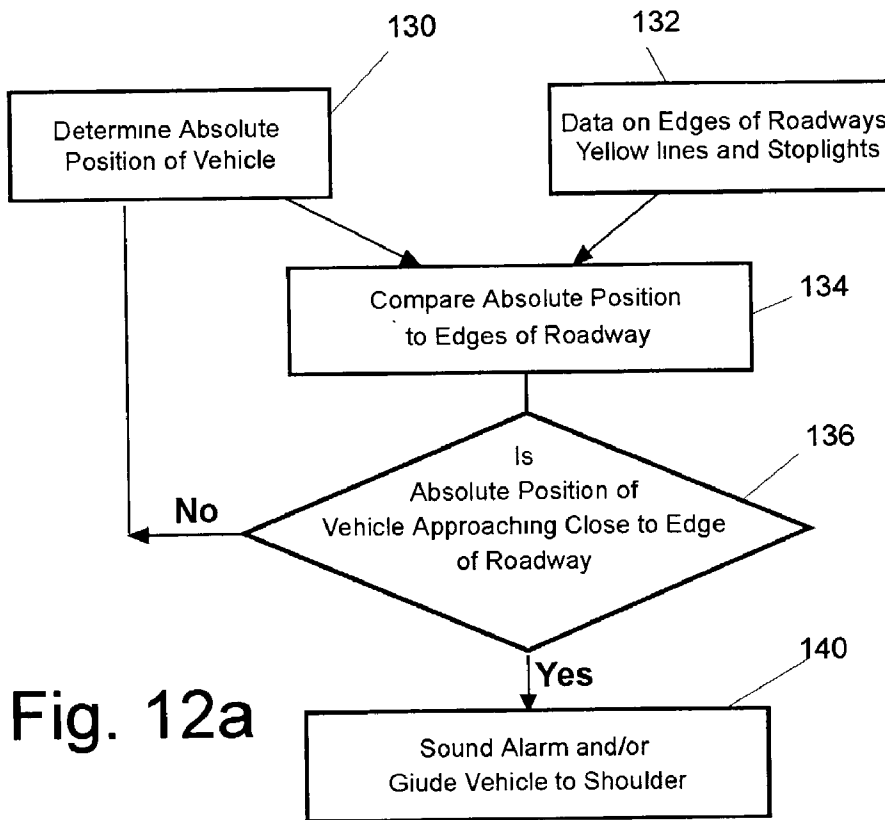 130
132
Determine Absolute
Position of Vehicle
Data on Edges of Roadways
Yellow lines and Stoplights
Compare Absolute Position
to Edges of Roadway
134
Is
Absolute Position of
Vehicle Approaching Close to Edge
of Roadway
136
No
Yes
140
Sound Alarm and/or
Giude Vehicle to Shoulder
Fig. 12a